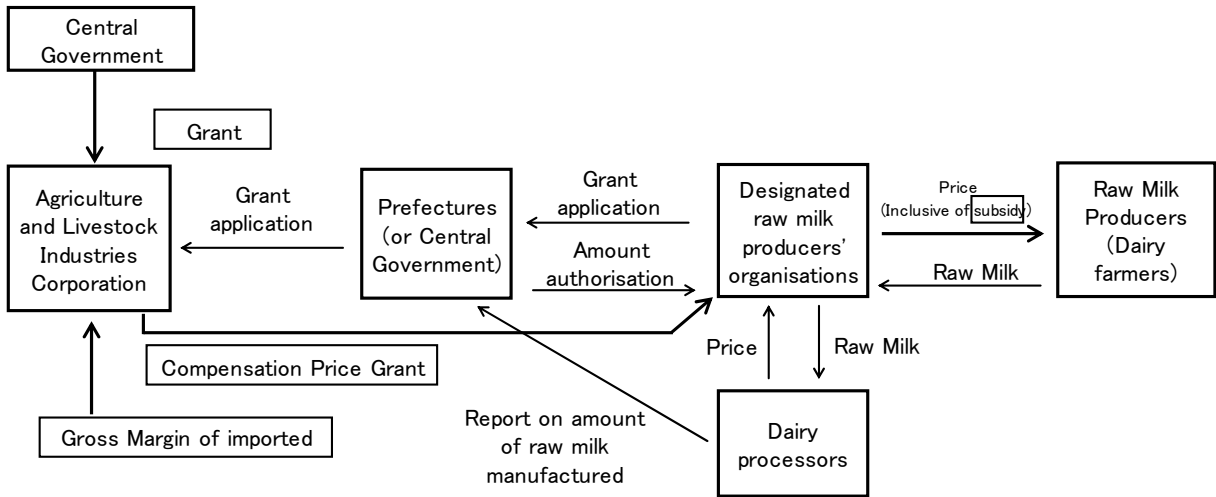 Central
Government
Grant
Agriculture
and Livestock
Industries
Corporation
Grant
application
Prefectures
(or Central
Government)
Grant
application
Amount
authorisation
Designated
raw milk
producers'
organisations
Price
(Inclusive of subsidy)
Raw Milk
Raw Milk
Producers
(Dairy
farmers)
Compensation Price Grant
Price
Raw Milk
Gross Margin of imported
Report on amount
of raw milk
manufactured
Dairy
processors